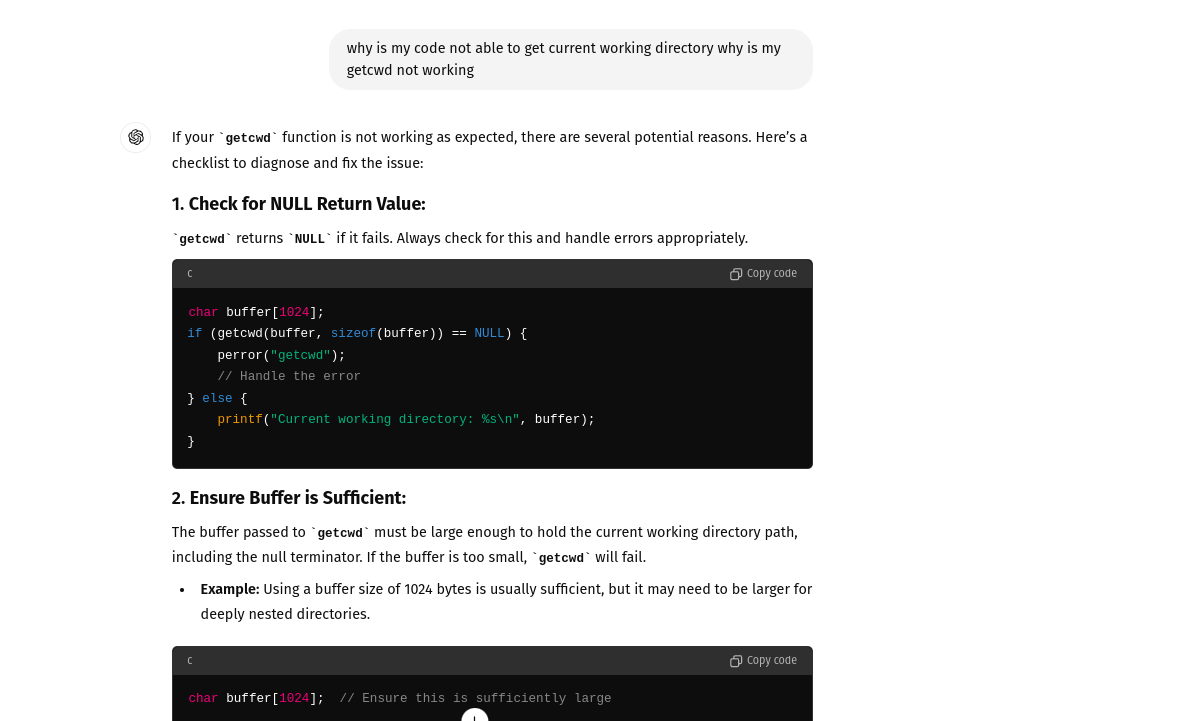 why is my code not able to get current working directory why is my
getcwd not working
If your `getcwd` function is not working as expected, there are several potential reasons. Here’s a
checklist to diagnose and fix the issue:
1. Check for NULL Return Value:
`getcwd` returns `NULL` if it fails. Always check for this and handle errors appropriately.
C Copy code
char buffer[1024];
if (getcwd(buffer, sizeof(buffer)) == NULL) {
    perror("getcwd");
    // Handle the error
} else {
    printf("Current working directory: %s\n", buffer);
}
2. Ensure Buffer is Sufficient:
The buffer passed to `getcwd` must be large enough to hold the current working directory path,
including the null terminator. If the buffer is too small, `getcwd` will fail.
• Example: Using a buffer size of 1024 bytes is usually sufficient, but it may need to be larger for
deeply nested directories.
C Copy code
char buffer[1024];  // Ensure this is sufficiently large